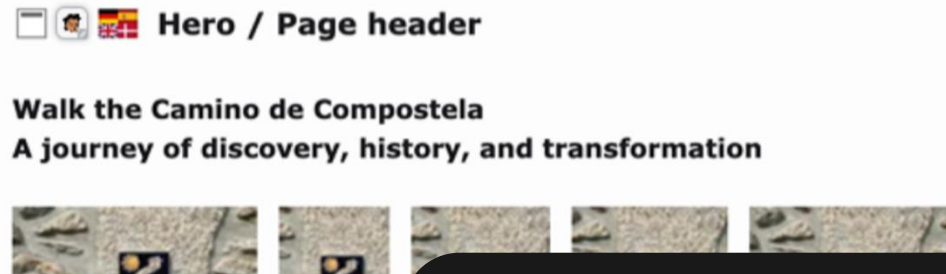 Hero / Page header
Walk the Camino de Compostela
A journey of discovery, history, and transformation